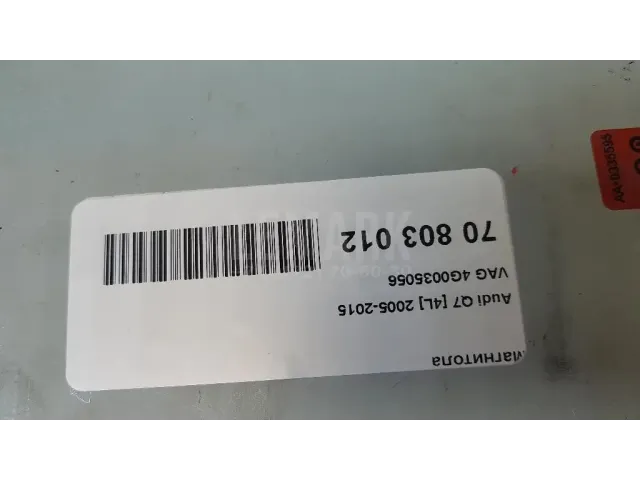 Магнитола
Audi Q7 [4L] 2005-2015
VAG 4G0035056
70 803 012